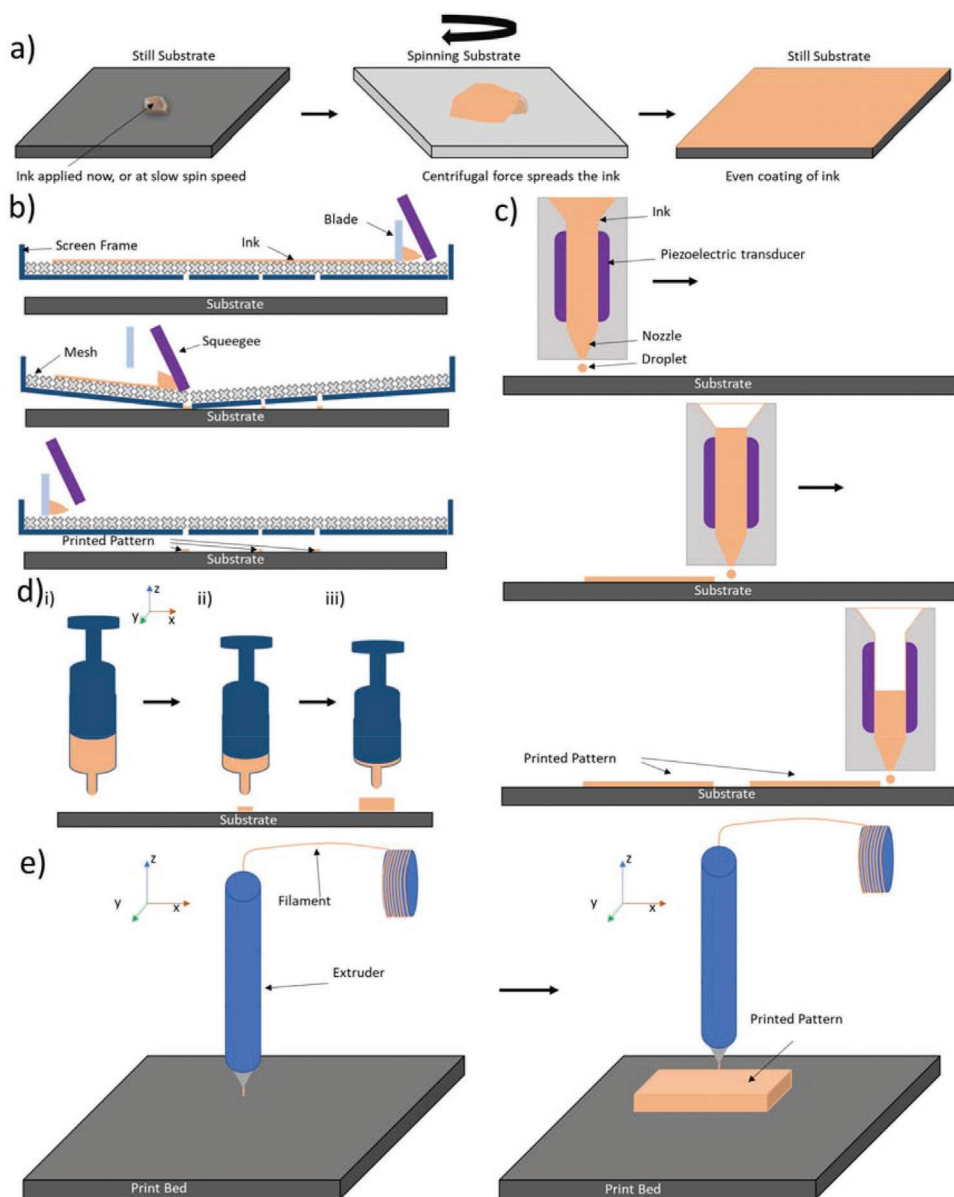 a)
Still Substrate
Spinning Substrate
Still Substrate
Ink applied now, or at slow spin speed
Centrifugal force spreads the ink
Even coating of ink
b)
Screen Frame
Ink
Blade
Substrate
Mesh
Squeegee
Substrate
Printed Pattern
Substrate
c)
Ink
Piezoelectric transducer
Nozzle
Droplet
Substrate
Substrate
Printed Pattern
Substrate
d)
i)
z
y
x
ii)
iii)
Substrate
e)
z
y
x
Filament
Extruder
Print Bed
z
y
x
Printed Pattern
Print Bed